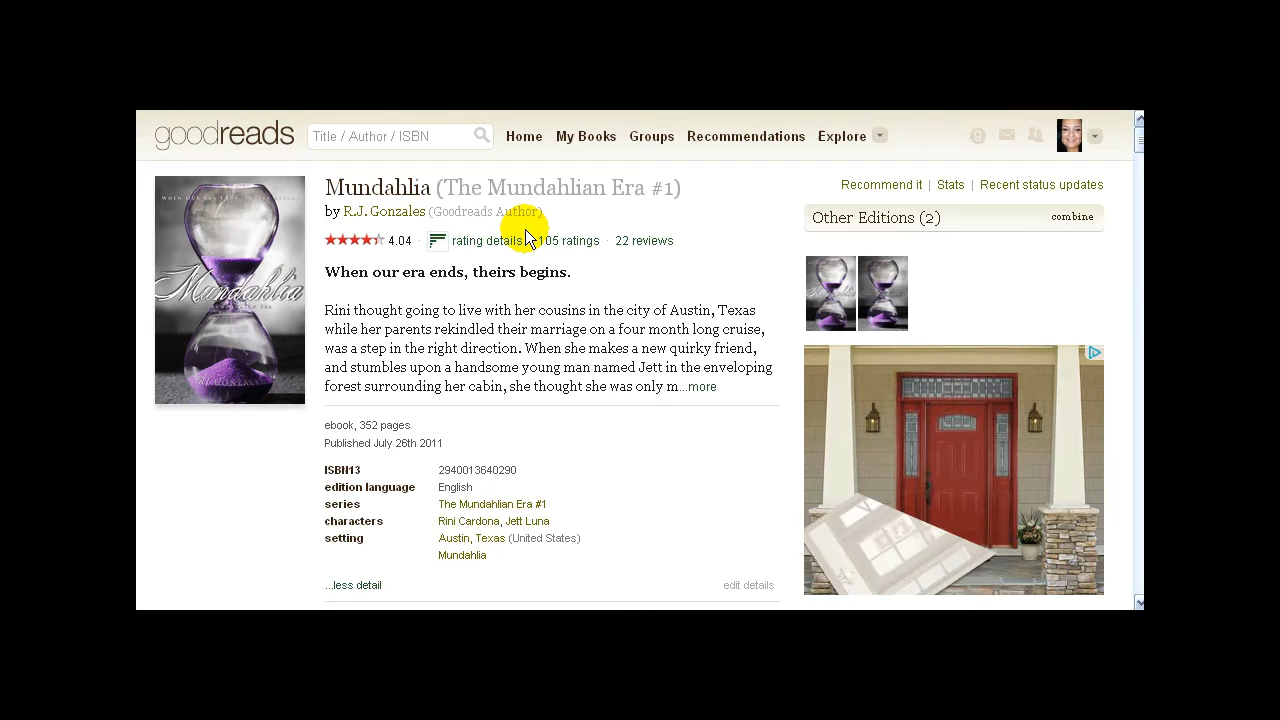 goodreads
Title / Author / ISBN
Home My Books Groups Recommendations Explore
Mundahlia (The Mundahlian Era #1)
by R.J. Gonzales (Goodreads Author)
4.04 · rating details · 105 ratings · 22 reviews
When our era ends, theirs begins.
Rini thought going to live with her cousins in the city of Austin, Texas
while her parents rekindled their marriage on a four month long cruise,
was a step in the right direction. When she makes a new quirky friend,
and stumbles upon a handsome young man named Jett in the enveloping
forest surrounding her cabin, she thought she was only m...more
ebook, 352 pages
Published July 26th 2011
ISBN13 2940013640290
edition language English
series The Mundahlian Era #1
characters Rini Cardona, Jett Luna
setting Austin, Texas (United States)
Mundahlia
...less detail edit details
Recommend it | Stats | Recent status updates
Other Editions (2) combine
WHEN OUR ERA ENDS, THEIRS BEGINS
Mundahlia
R.J. GONZALES